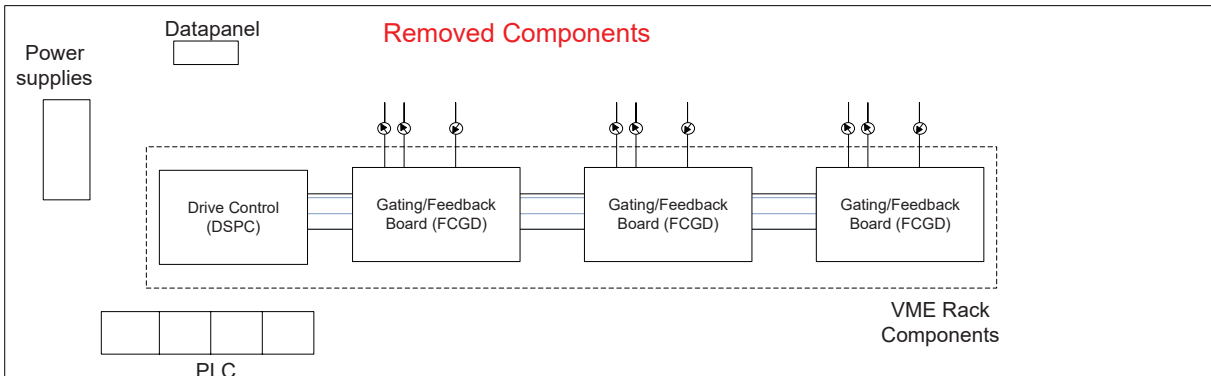 Datapanel
Removed Components
Power
supplies
Drive Control
(DSPC)
Gating/Feedback
Board (FCGD)
Gating/Feedback
Board (FCGD)
Gating/Feedback
Board (FCGD)
VME Rack
Components
PLC